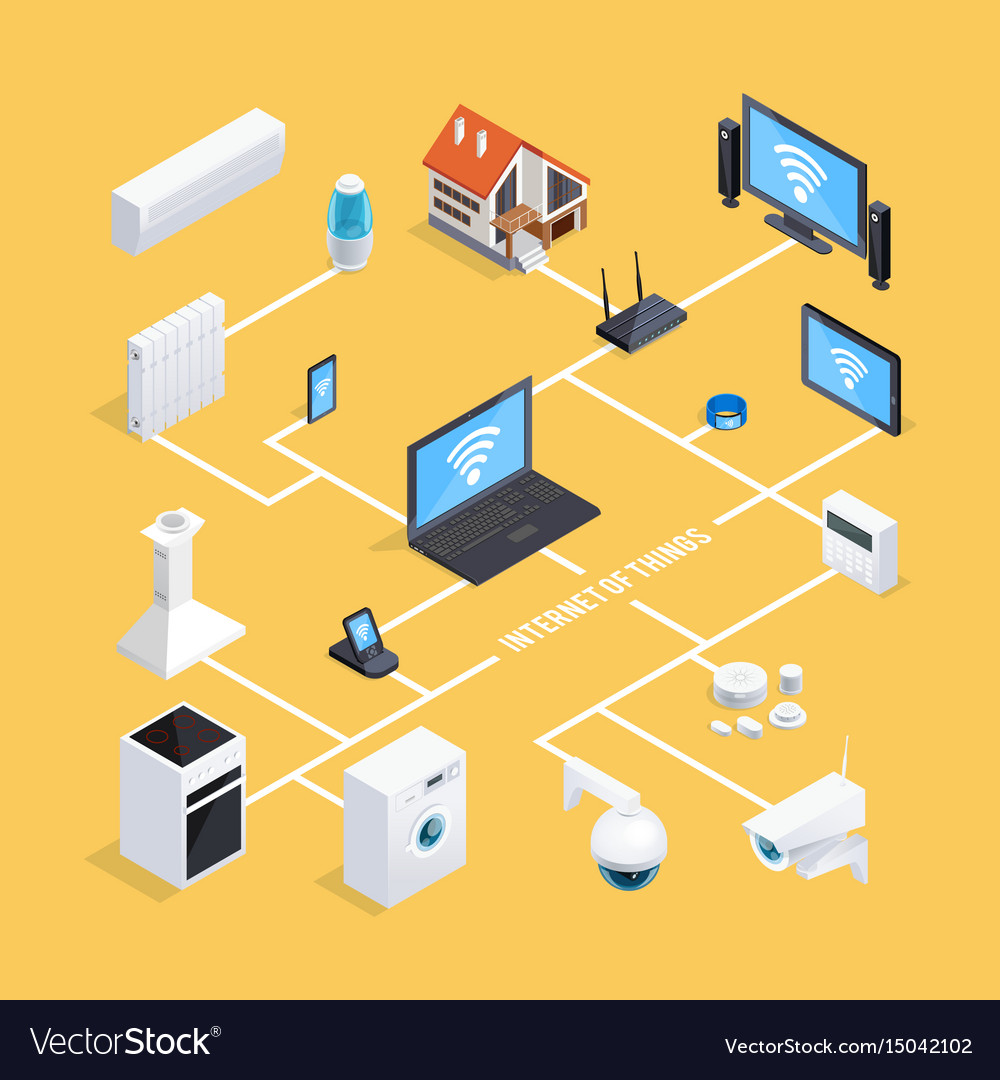 INTERNET OF THINGS
VectorStock®
VectorStock.com/15042102